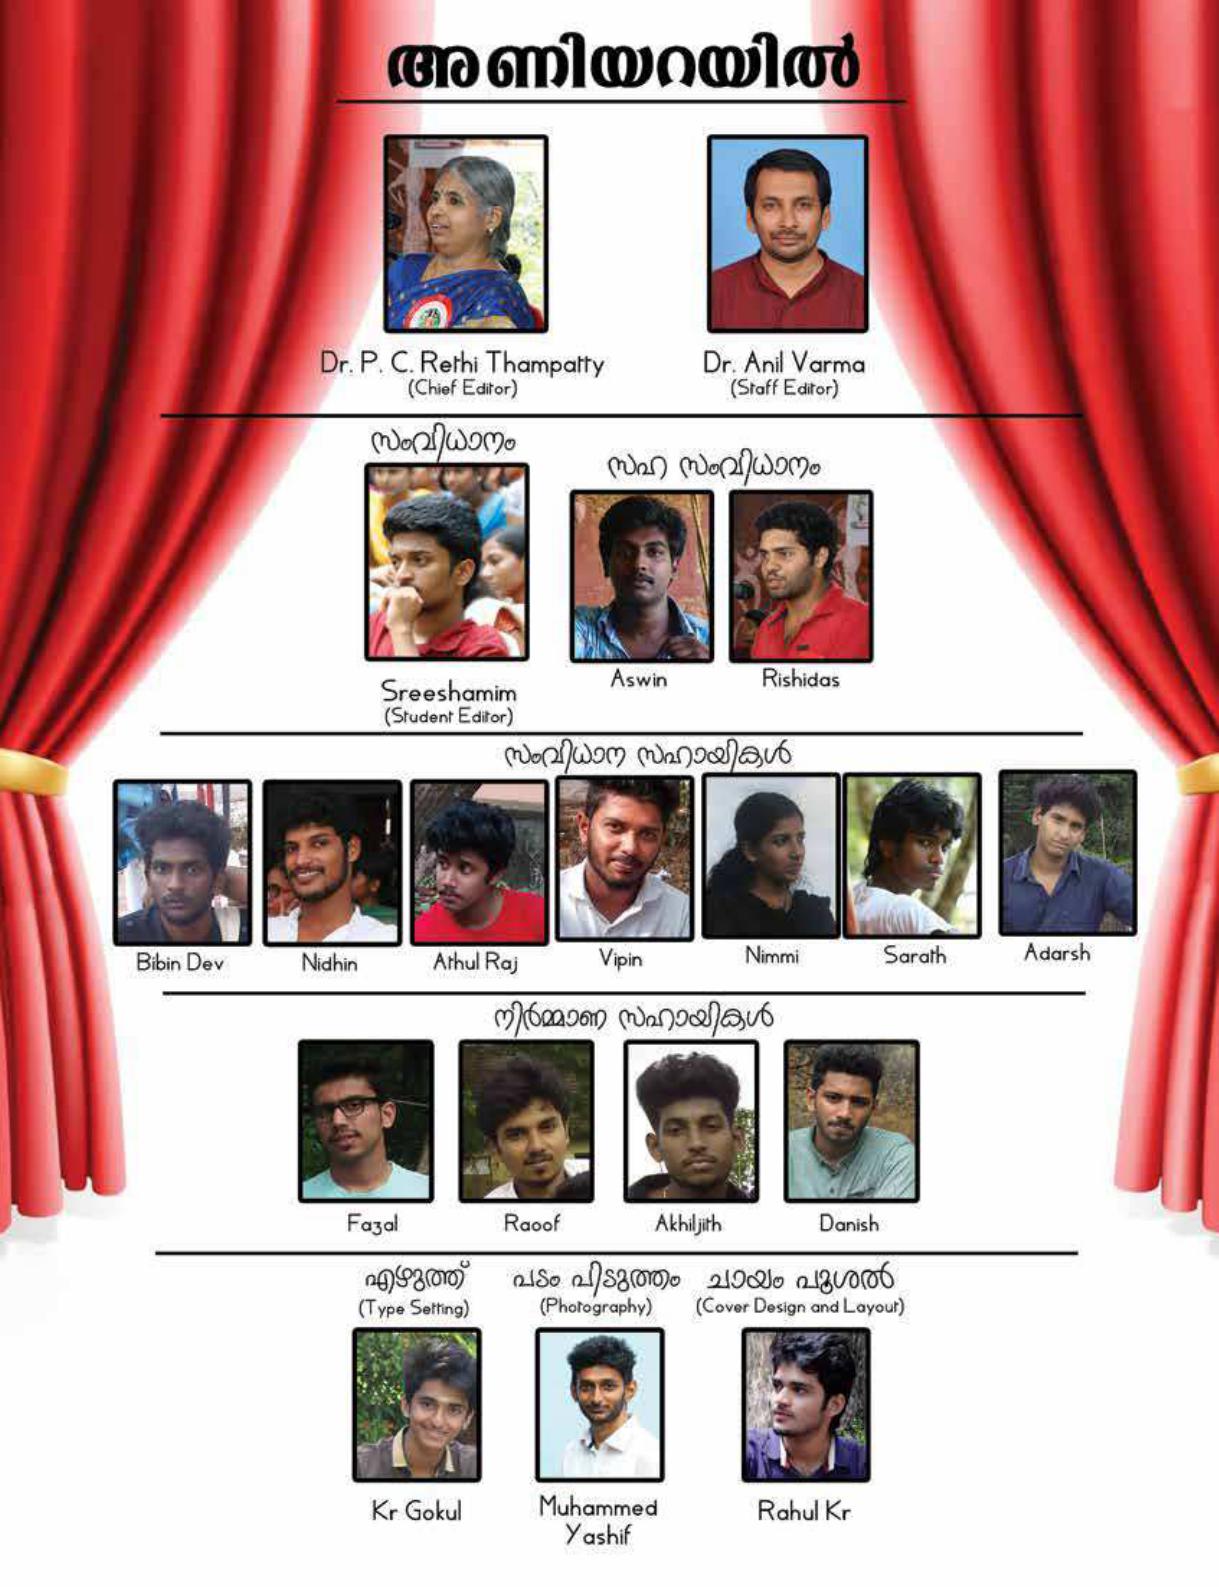 അണിയറയിൽ
Dr. P. C. Rethi Thampatty
(Chief Editor)
Dr. Anil Varma
(Staff Editor)
സംവിധാനം
സഹ സംവിധാനം
Sreeshamim
(Student Editor)
Aswin
Rishidas
സംവിധാന സഹായികൾ
Bibin Dev
Nidhin
Athul Raj
Vipin
Nimmi
Sarath
Adarsh
നിർമ്മാണ സഹായികൾ
Fazal
Raoof
Akhiljith
Danish
എഴുത്ത്
(Type Setting)
പടം പിടുത്തം
(Photography)
ചായം പൂശൽ
(Cover Design and Layout)
Kr Gokul
Muhammed
Yashif
Rahul Kr